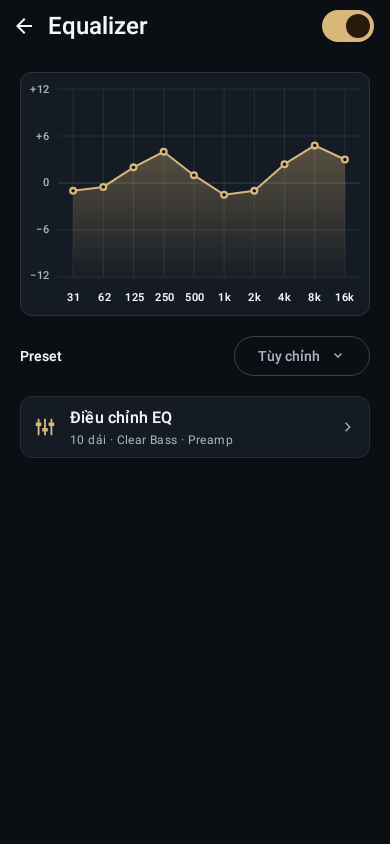 Equalizer
+12
+6
0
−6
−12
31 62 125 250 500 1k 2k 4k 8k 16k
Preset
Tùy chỉnh
Điều chỉnh EQ
10 dải · Clear Bass · Preamp